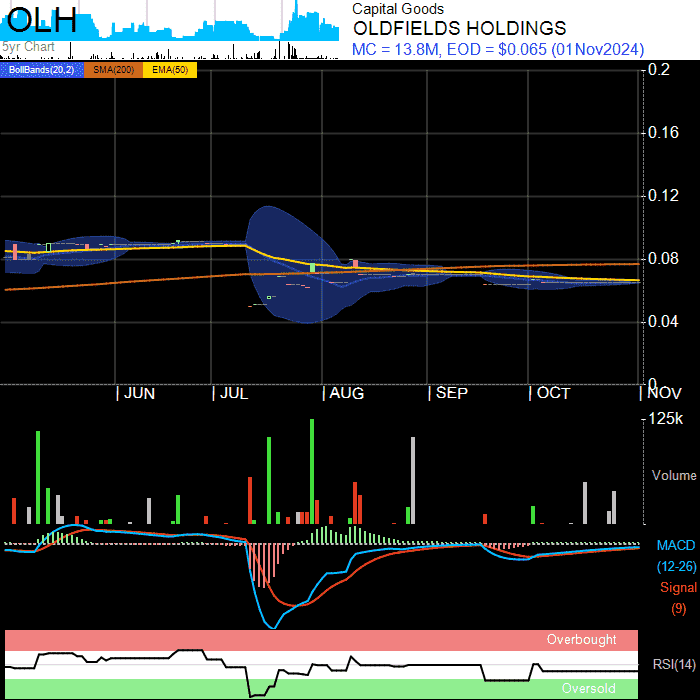 OLH
5yr Chart
Capital Goods
OLDFIELDS HOLDINGS
MC = 13.8M, EOD = $0.065 (01Nov2024)
BollBands(20,2) SMA(200) EMA(50)
0.2
0.16
0.12
0.08
0.04
0
JUN JUL AUG SEP OCT NOV
125k
Volume
MACD
(12-26)
Signal
(9)
Overbought
RSI(14)
Oversold